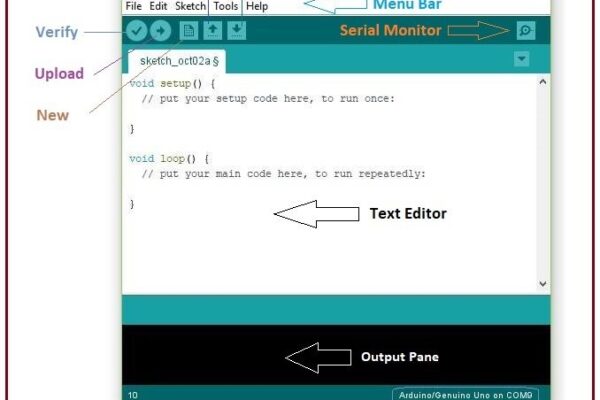 File Edit Sketch Tools Help
Menu Bar
Verify
Serial Monitor
Upload
sketch_oct02a §
New
void setup() {
// put your setup code here, to run once:
}
void loop() {
// put your main code here, to run repeatedly:
}
Text Editor
Output Pane
10
Arduino/Genuino Uno on COM9